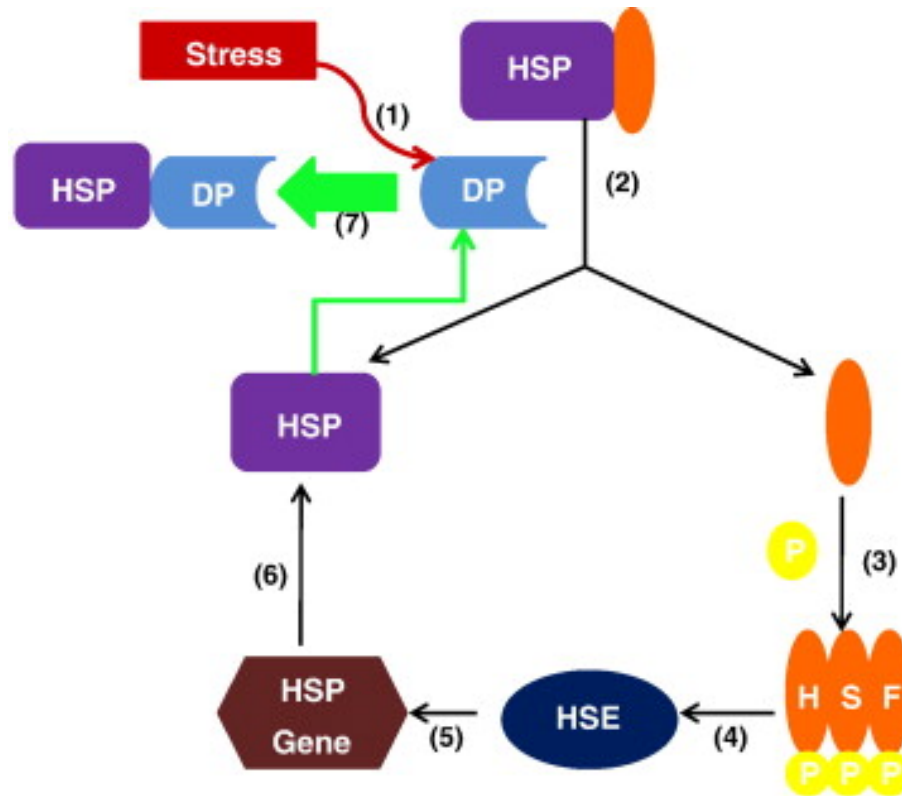 Stress
HSP
(1)
(2)
HSP
DP
DP
(7)
HSP
P
(3)
(6)
HSP
Gene
(5)
HSE
(4)
H S F
P P P